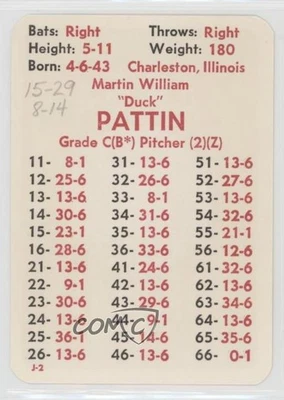 Bats: Right Throws: Right
Height: 5-11 Weight: 180
Born: 4-6-43 Charleston, Illinois
15-29
8-14
Martin William
"Duck"
PATTIN
Grade C(B*) Pitcher (2)(Z)
11- 8-1 31- 13-6 51- 13-6
12- 25-6 32- 26-6 52- 27-6
13- 13-6 33- 8-1 53- 13-6
14- 30-6 34- 31-6 54- 32-6
15- 23-6 35- 14-6 55- 21-1
16- 28-6 36- 33-6 56- 12-6
21- 13-6 41- 24-6 61- 13-6
22- 9-1 42- 13-6 62- 13-6
23- 30-6 43- 29-6 63- 13-6
24- 13-6 44- 9-1 64- 13-6
25- 36-6 45- 14-6 65- 35-6
26- 13-6 46- 13-6 66- 0-1
J-2
COMC